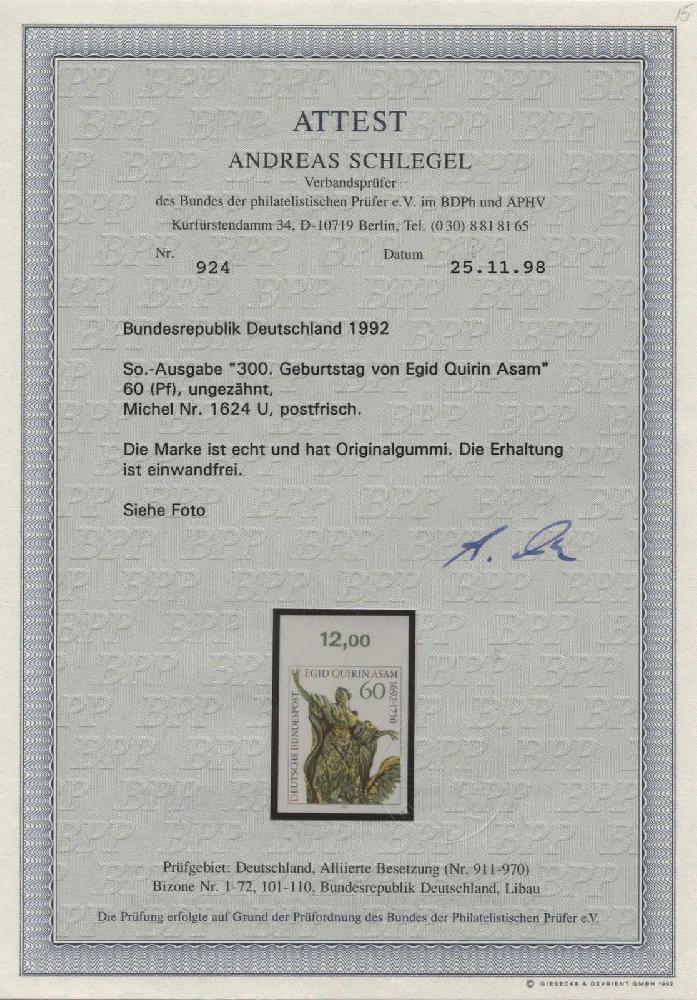 15
ATTEST
ANDREAS SCHLEGEL
Verbandsprüfer
des Bundes der philatelistischen Prüfer e.V. im BDPh und APHV
Kurfürstendamm 34, D-10719 Berlin, Tel. (030) 8 81 81 65
Nr. 924 Datum 25.11.98
Bundesrepublik Deutschland 1992
So.-Ausgabe "300. Geburtstag von Egid Quirin Asam"
60 (Pf), ungezähnt,
Michel Nr. 1624 U, postfrisch.
Die Marke ist echt und hat Originalgummi. Die Erhaltung
ist einwandfrei.
Siehe Foto
12,00
EGID QUIRIN ASAM
60
1692-1750
DEUTSCHE BUNDESPOST
Prüfgebiet: Deutschland, Alliierte Besetzung (Nr. 911-970)
Bizone Nr. 1-72, 101-110, Bundesrepublik Deutschland, Libau
Die Prüfung erfolgte auf Grund der Prüfordnung des Bundes der Philatelistischen Prüfer e.V.
© GIESECKE & DEVRIENT GMBH 1992